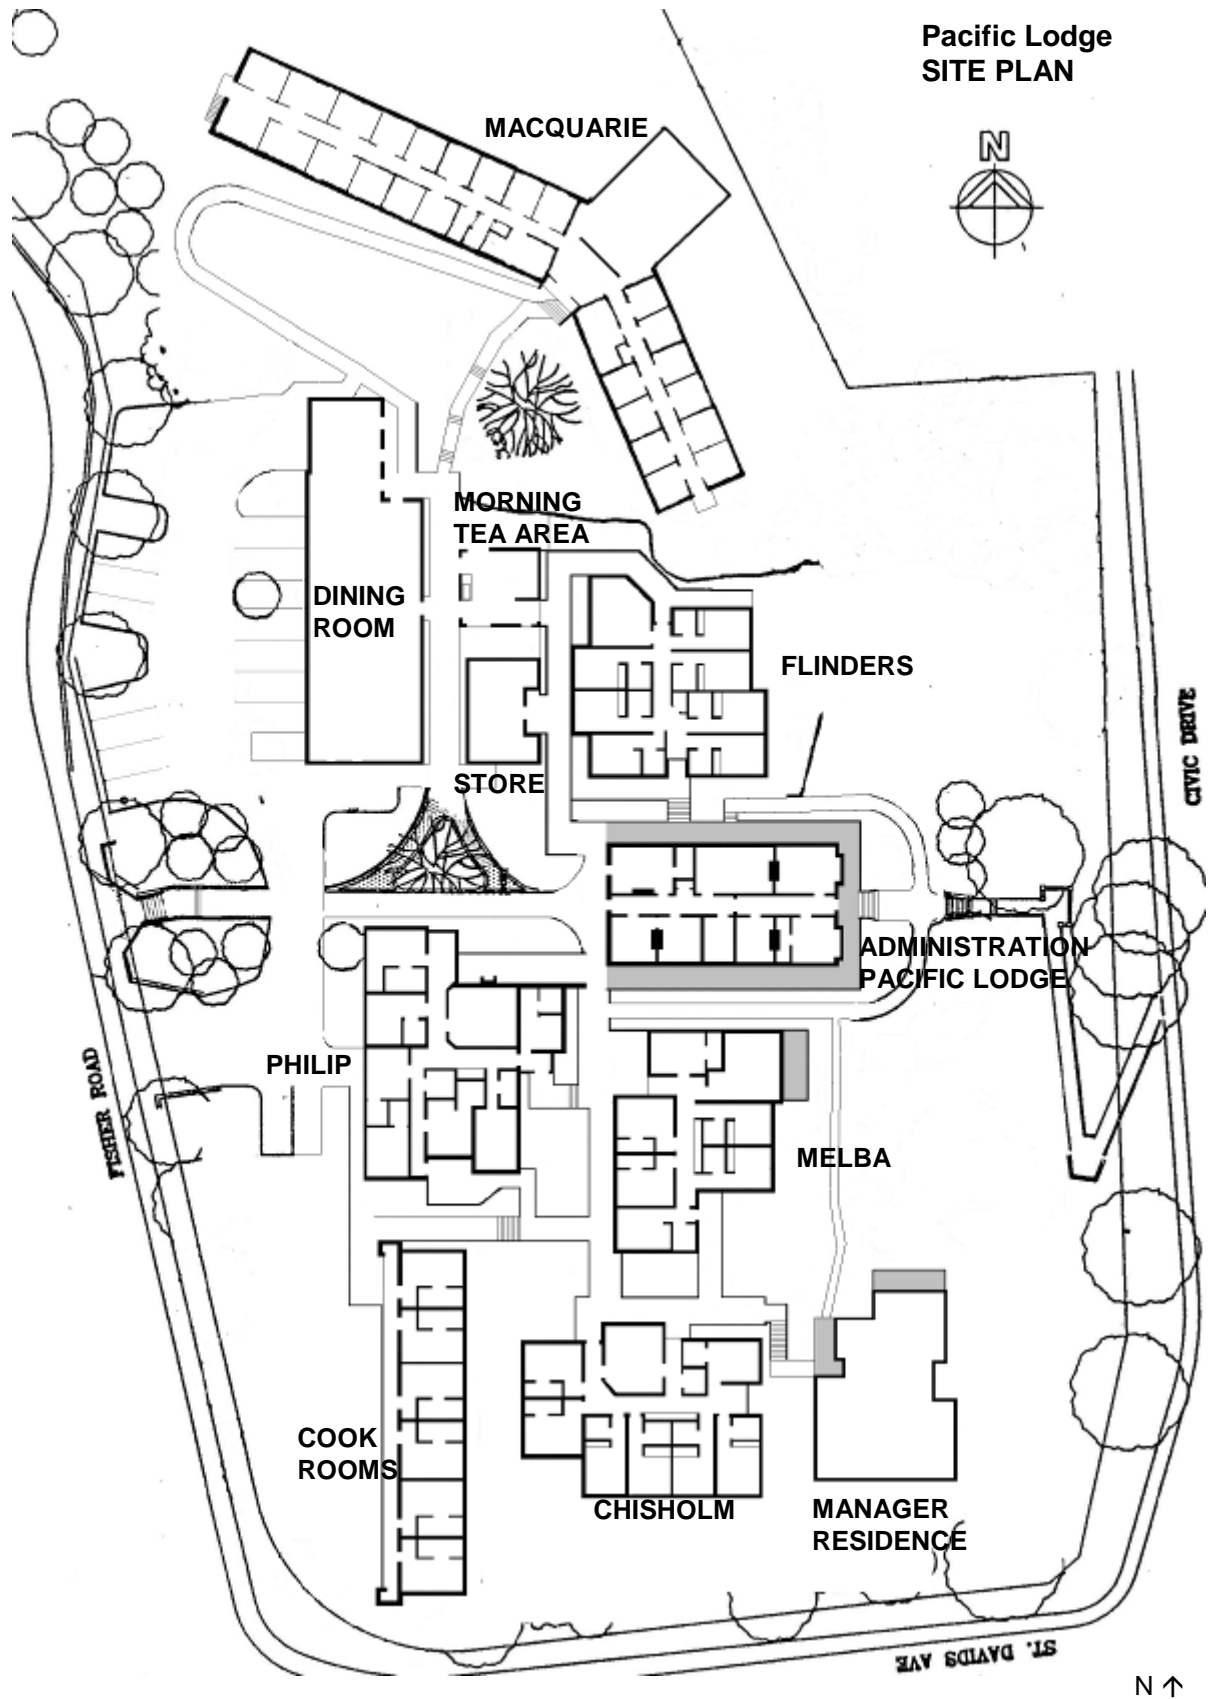 Pacific Lodge
SITE PLAN
N
MACQUARIE
MORNING
TEA AREA
DINING
ROOM
FLINDERS
CIVIC DRIVE
STORE
ADMINISTRATION
PACIFIC LODGE
PHILIP
FISHER ROAD
MELBA
COOK
ROOMS
CHISHOLM
MANAGER
RESIDENCE
ST. DAVIDS AVE
N ↑